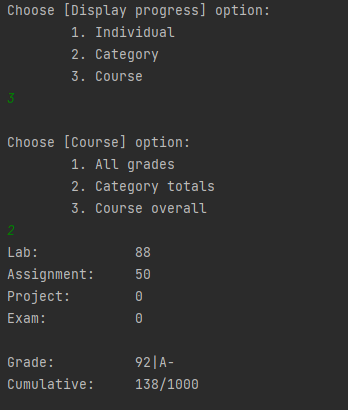 Choose [Display progress] option:
1. Individual
2. Category
3. Course
3
Choose [Course] option:
1. All grades
2. Category totals
3. Course overall
2
Lab: 88
Assignment: 50
Project: 0
Exam: 0
Grade: 92|A-
Cumulative: 138/1000